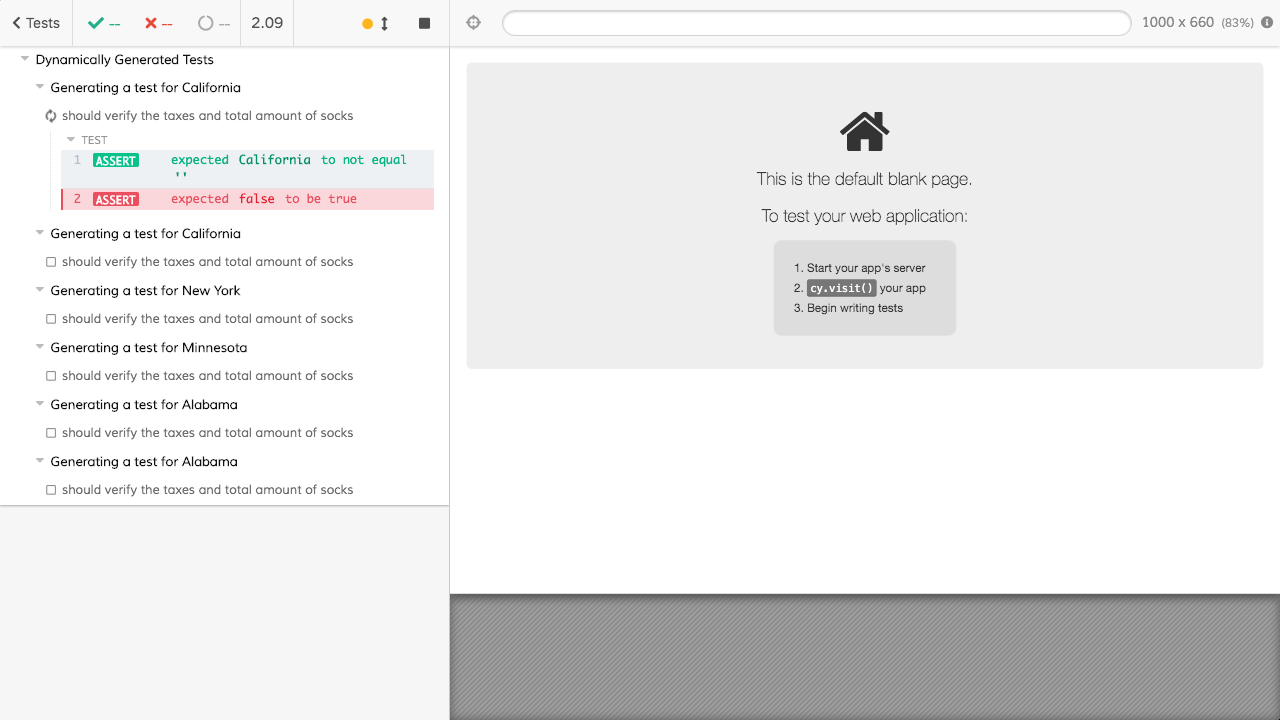 Tests -- -- -- 2.09
1000 x 660 (83%)
Dynamically Generated Tests
Generating a test for California
should verify the taxes and total amount of socks
TEST
1 ASSERT expected California to not equal
''
2 ASSERT expected false to be true
Generating a test for California
should verify the taxes and total amount of socks
Generating a test for New York
should verify the taxes and total amount of socks
Generating a test for Minnesota
should verify the taxes and total amount of socks
Generating a test for Alabama
should verify the taxes and total amount of socks
Generating a test for Alabama
should verify the taxes and total amount of socks
This is the default blank page.
To test your web application:
1. Start your app's server
2. cy.visit() your app
3. Begin writing tests